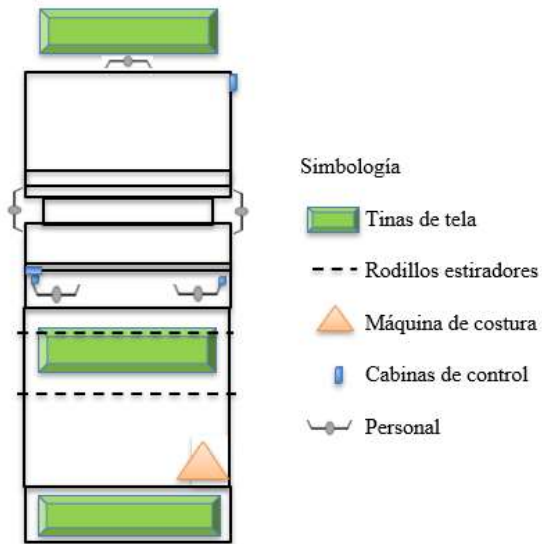 Simbología
Tinas de tela
Rodillos estiradores
Máquina de costura
Cabinas de control
Personal